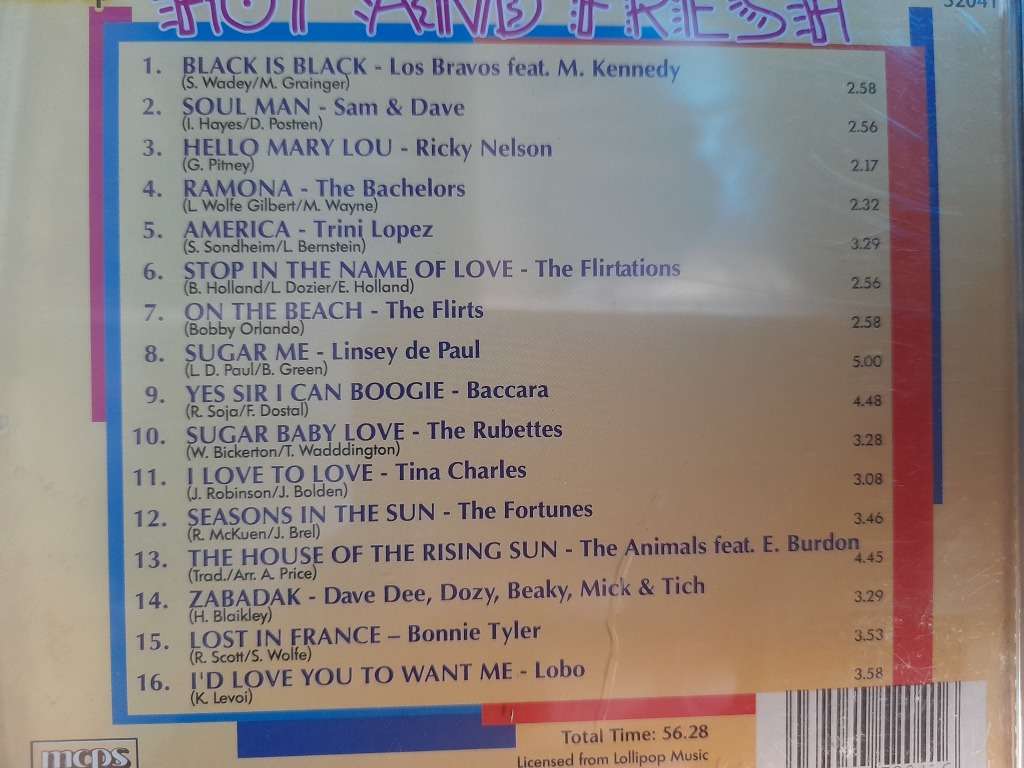 HOT AND FRESH
32041
1. BLACK IS BLACK - Los Bravos feat. M. Kennedy
(S. Wadey/M. Grainger) 2.58
2. SOUL MAN - Sam & Dave
(I. Hayes/D. Postren) 2.56
3. HELLO MARY LOU - Ricky Nelson
(G. Pitney) 2.17
4. RAMONA - The Bachelors
(L. Wolfe Gilbert/M. Wayne) 2.32
5. AMERICA - Trini Lopez
(S. Sondheim/L. Bernstein) 3.29
6. STOP IN THE NAME OF LOVE - The Flirtations
(B. Holland/L. Dozier/E. Holland) 2.56
7. ON THE BEACH - The Flirts
(Bobby Orlando) 2.58
8. SUGAR ME - Linsey de Paul
(L. D. Paul/B. Green) 5.00
9. YES SIR I CAN BOOGIE - Baccara
(R. Soja/F. Dostal) 4.48
10. SUGAR BABY LOVE - The Rubettes
(W. Bickerton/T. Wadddington) 3.28
11. I LOVE TO LOVE - Tina Charles
(J. Robinson/J. Bolden) 3.08
12. SEASONS IN THE SUN - The Fortunes
(R. McKuen/J. Brel) 3.46
13. THE HOUSE OF THE RISING SUN - The Animals feat. E. Burdon
(Trad./Arr. A. Price) 4.45
14. ZABADAK - Dave Dee, Dozy, Beaky, Mick & Tich
(H. Blaikley) 3.29
15. LOST IN FRANCE – Bonnie Tyler
(R. Scott/S. Wolfe) 3.53
16. I'D LOVE YOU TO WANT ME - Lobo
(K. Levoi) 3.58
Total Time: 56.28
Licensed from Lollipop Music
mcps